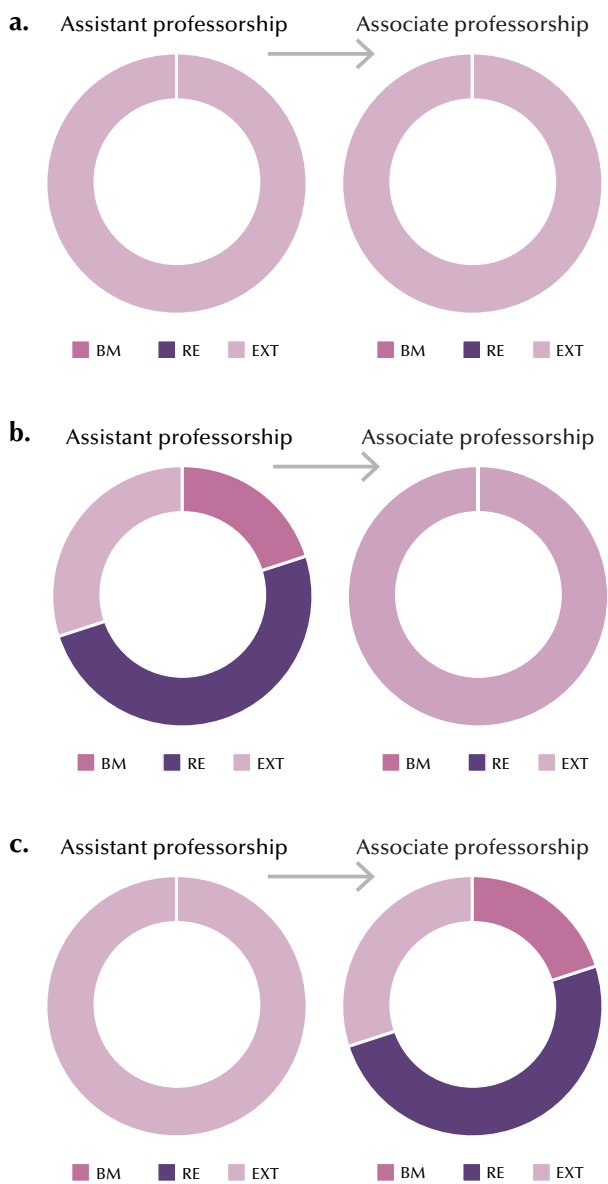 a. Assistant professorship Associate professorship
BM RE EXT BM RE EXT
b. Assistant professorship Associate professorship
BM RE EXT BM RE EXT
c. Assistant professorship Associate professorship
BM RE EXT BM RE EXT